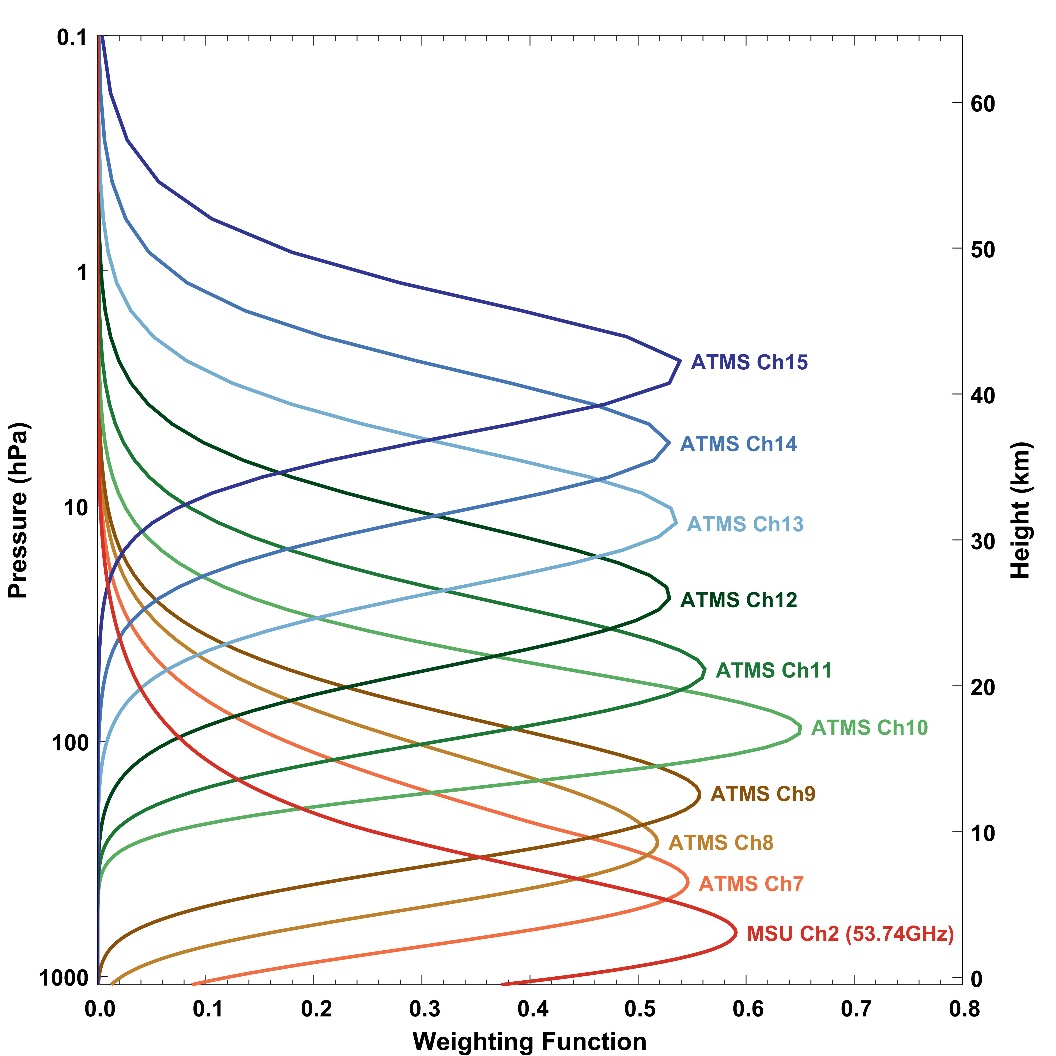 0.1
60
50
1
ATMS Ch15
40
ATMS Ch14
Pressure (hPa)
Height (km)
10
ATMS Ch13
30
ATMS Ch12
ATMS Ch11
20
ATMS Ch10
100
ATMS Ch9
10
ATMS Ch8
ATMS Ch7
MSU Ch2 (53.74GHz)
1000
0
0.0 0.1 0.2 0.3 0.4 0.5 0.6 0.7 0.8
Weighting Function